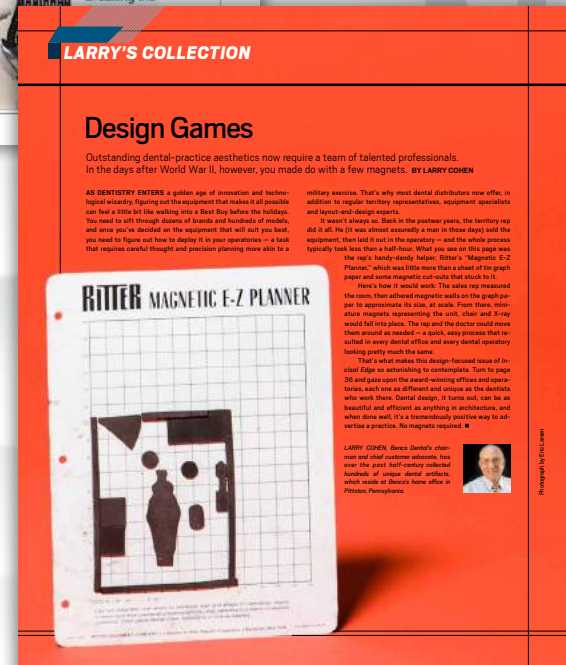 LARRY'S COLLECTION
Design Games
Outstanding dental-practice aesthetics now require a team of talented professionals.
In the days after World War II, however, you made do with a few magnets. BY LARRY COHEN
AS DENTISTRY ENTERS a golden age of innovation and techno-
logical wizardry, figuring out the equipment that makes it all possible
can feel a little bit like walking into a Best Buy before the holidays.
You need to sift through dozens of brands and hundreds of models,
and once you've decided on the equipment that will suit you best,
you need to figure out how to deploy it in your operatories — a task
that requires careful thought and precision planning more akin to a
military exercise. That's why most dental distributors now offer, in
addition to regular territory representatives, equipment specialists
and layout-and-design experts.
It wasn't always so. Back in the postwar years, the territory rep
did it all. He (it was almost assuredly a man in those days) sold the
equipment, then laid it out in the operatory — and the whole process
typically took less than a half-hour. What you see on this page was
the rep's handy-dandy helper: Ritter's "Magnetic E-Z
Planner," which was little more than a sheet of tin graph
paper and some magnetic cut-outs that stuck to it.
Here's how it would work: The sales rep measured
the room, then adhered magnetic walls on the graph pa-
per to approximate its size, at scale. From there, mini-
ature magnets representing the unit, chair and X-ray
would fall into place. The rep and the doctor could move
them around as needed — a quick, easy process that re-
sulted in every dental office and every dental operatory
looking pretty much the same.
That's what makes this design-focused issue of In-
cisal Edge so astonishing to contemplate. Turn to page
36 and gaze upon the award-winning offices and opera-
tories, each one as different and unique as the dentists
who work there. Dental design, it turns out, can be as
beautiful and efficient as anything in architecture, and
when done well, it's a tremendously positive way to ad-
vertise a practice. No magnets required. ■
LARRY COHEN, Benco Dental's chair-
man and chief customer advocate, has
over the past half-century collected
hundreds of unique dental artifacts,
which reside at Benco's home office in
Pittston, Pennsylvania.
Photograph by Eric Larsen
RITTER MAGNETIC E-Z PLANNER